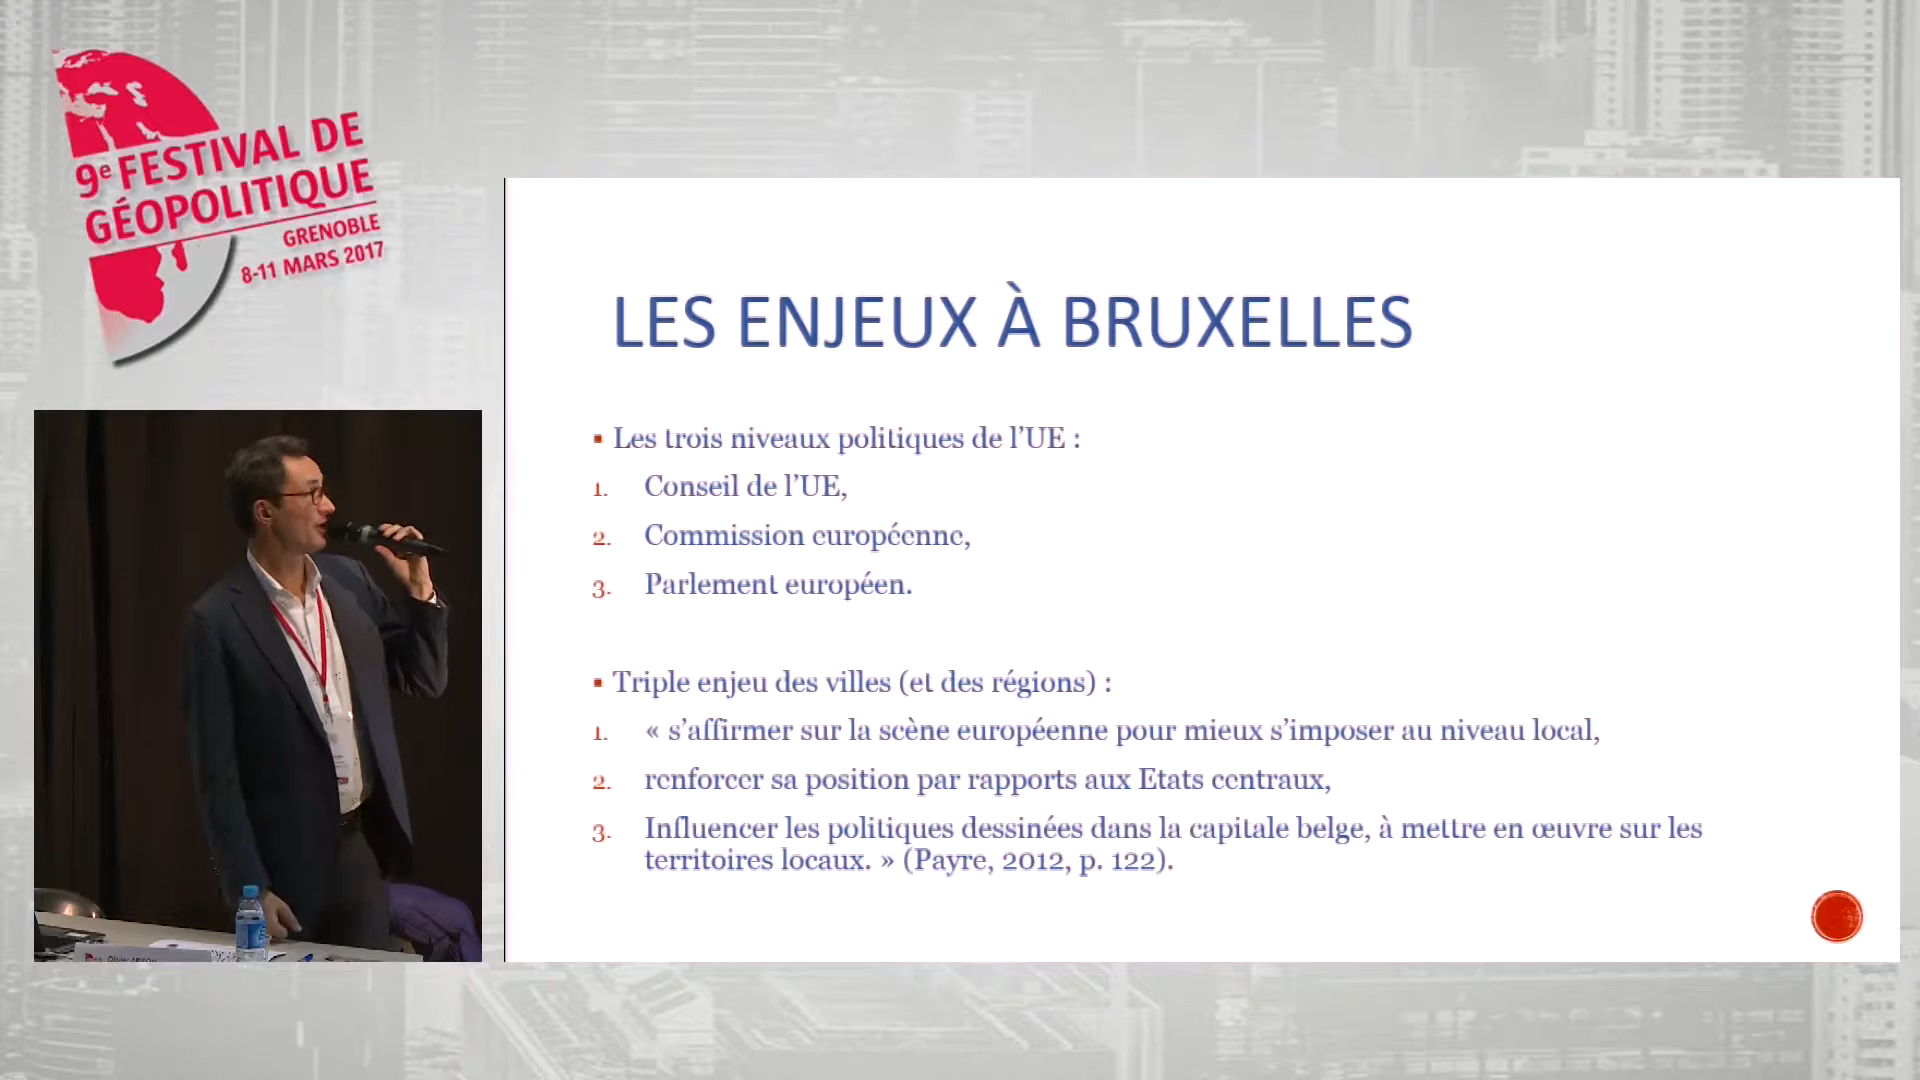 9e FESTIVAL DE
GÉOPOLITIQUE
GRENOBLE
8-11 MARS 2017
LES ENJEUX À BRUXELLES
▪ Les trois niveaux politiques de l'UE :
1. Conseil de l'UE,
2. Commission européenne,
3. Parlement européen.
▪ Triple enjeu des villes (et des régions) :
1. « s'affirmer sur la scène européenne pour mieux s'imposer au niveau local,
2. renforcer sa position par rapports aux Etats centraux,
3. Influencer les politiques dessinées dans la capitale belge, à mettre en œuvre sur les
territoires locaux. » (Payre, 2012, p. 122).
Olivier